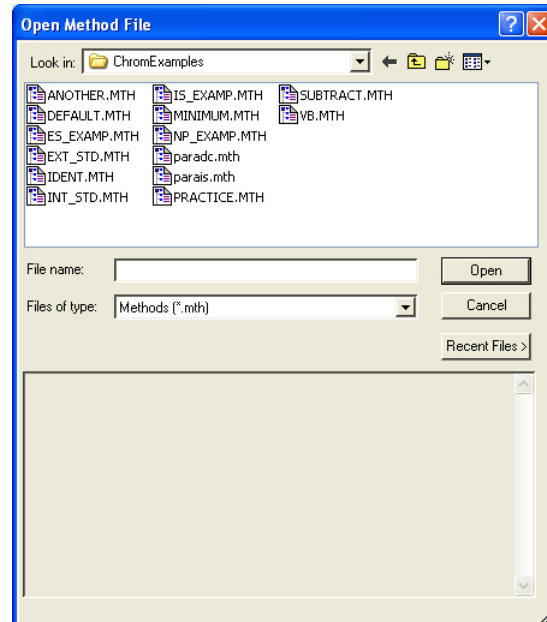 Open Method File
Look in: ChromExamples
ANOTHER.MTH IS_EXAMP.MTH SUBTRACT.MTH
DEFAULT.MTH MINIMUM.MTH VB.MTH
ES_EXAMP.MTH NP_EXAMP.MTH
EXT_STD.MTH paradc.mth
IDENT.MTH parais.mth
INT_STD.MTH PRACTICE.MTH
File name: Open
Files of type: Methods (*.mth) Cancel
Recent Files >